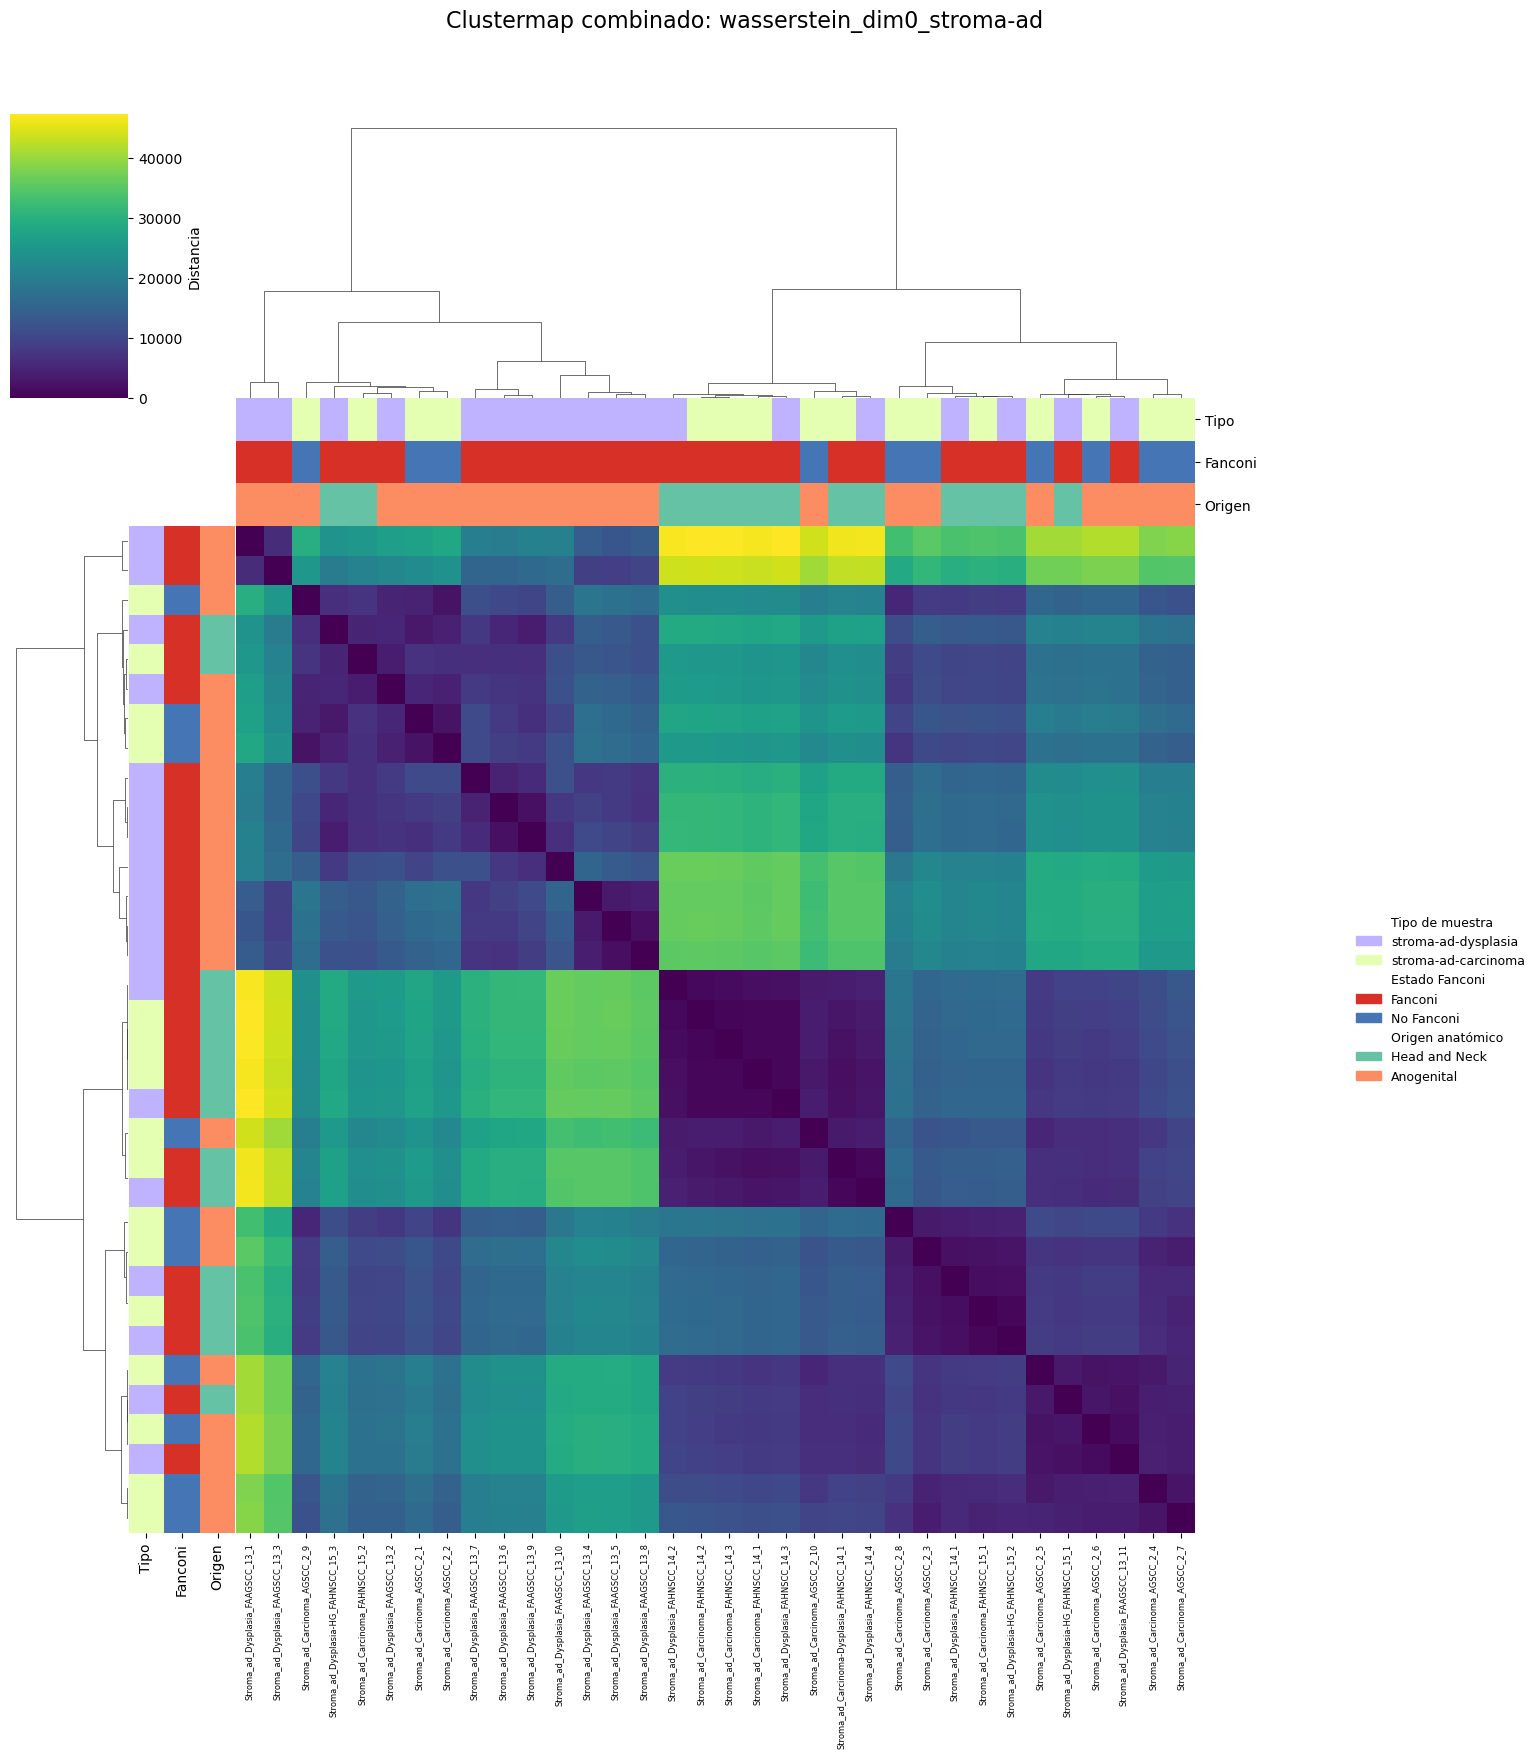 Clustermap combinado: wasserstein_dim0_stroma-ad
40000
30000
20000
10000
0
Distancia
Tipo
Fanconi
Origen
Tipo de muestra
stroma-ad-dysplasia
stroma-ad-carcinoma
Estado Fanconi
Fanconi
No Fanconi
Origen anatómico
Head and Neck
Anogenital
Tipo
Fanconi
Origen
Stroma_ad_Dysplasia_FAAGSCC_13_1
Stroma_ad_Dysplasia_FAAGSCC_13_3
Stroma_ad_Carcinoma_AGSCC_2_9
Stroma_ad_Dysplasia-HG_FAHNSCC_15_3
Stroma_ad_Carcinoma_FAHNSCC_15_2
Stroma_ad_Dysplasia_FAAGSCC_13_2
Stroma_ad_Carcinoma_AGSCC_2_1
Stroma_ad_Carcinoma_AGSCC_2_2
Stroma_ad_Dysplasia_FAAGSCC_13_7
Stroma_ad_Dysplasia_FAAGSCC_13_6
Stroma_ad_Dysplasia_FAAGSCC_13_9
Stroma_ad_Dysplasia_FAAGSCC_13_10
Stroma_ad_Dysplasia_FAAGSCC_13_4
Stroma_ad_Dysplasia_FAAGSCC_13_5
Stroma_ad_Dysplasia_FAAGSCC_13_8
Stroma_ad_Dysplasia_FAHNSCC_14_2
Stroma_ad_Carcinoma_FAHNSCC_14_2
Stroma_ad_Carcinoma_FAHNSCC_14_3
Stroma_ad_Carcinoma_FAHNSCC_14_1
Stroma_ad_Dysplasia_FAHNSCC_14_3
Stroma_ad_Carcinoma_AGSCC_2_10
Stroma_ad_Carcinoma-Dysplasia_FAHNSCC_14_1
Stroma_ad_Dysplasia_FAHNSCC_14_4
Stroma_ad_Carcinoma_AGSCC_2_8
Stroma_ad_Carcinoma_AGSCC_2_3
Stroma_ad_Dysplasia_FAHNSCC_14_1
Stroma_ad_Carcinoma_FAHNSCC_15_1
Stroma_ad_Dysplasia-HG_FAHNSCC_15_2
Stroma_ad_Carcinoma_AGSCC_2_5
Stroma_ad_Dysplasia-HG_FAHNSCC_15_1
Stroma_ad_Carcinoma_AGSCC_2_6
Stroma_ad_Dysplasia_FAAGSCC_13_11
Stroma_ad_Carcinoma_AGSCC_2_4
Stroma_ad_Carcinoma_AGSCC_2_7